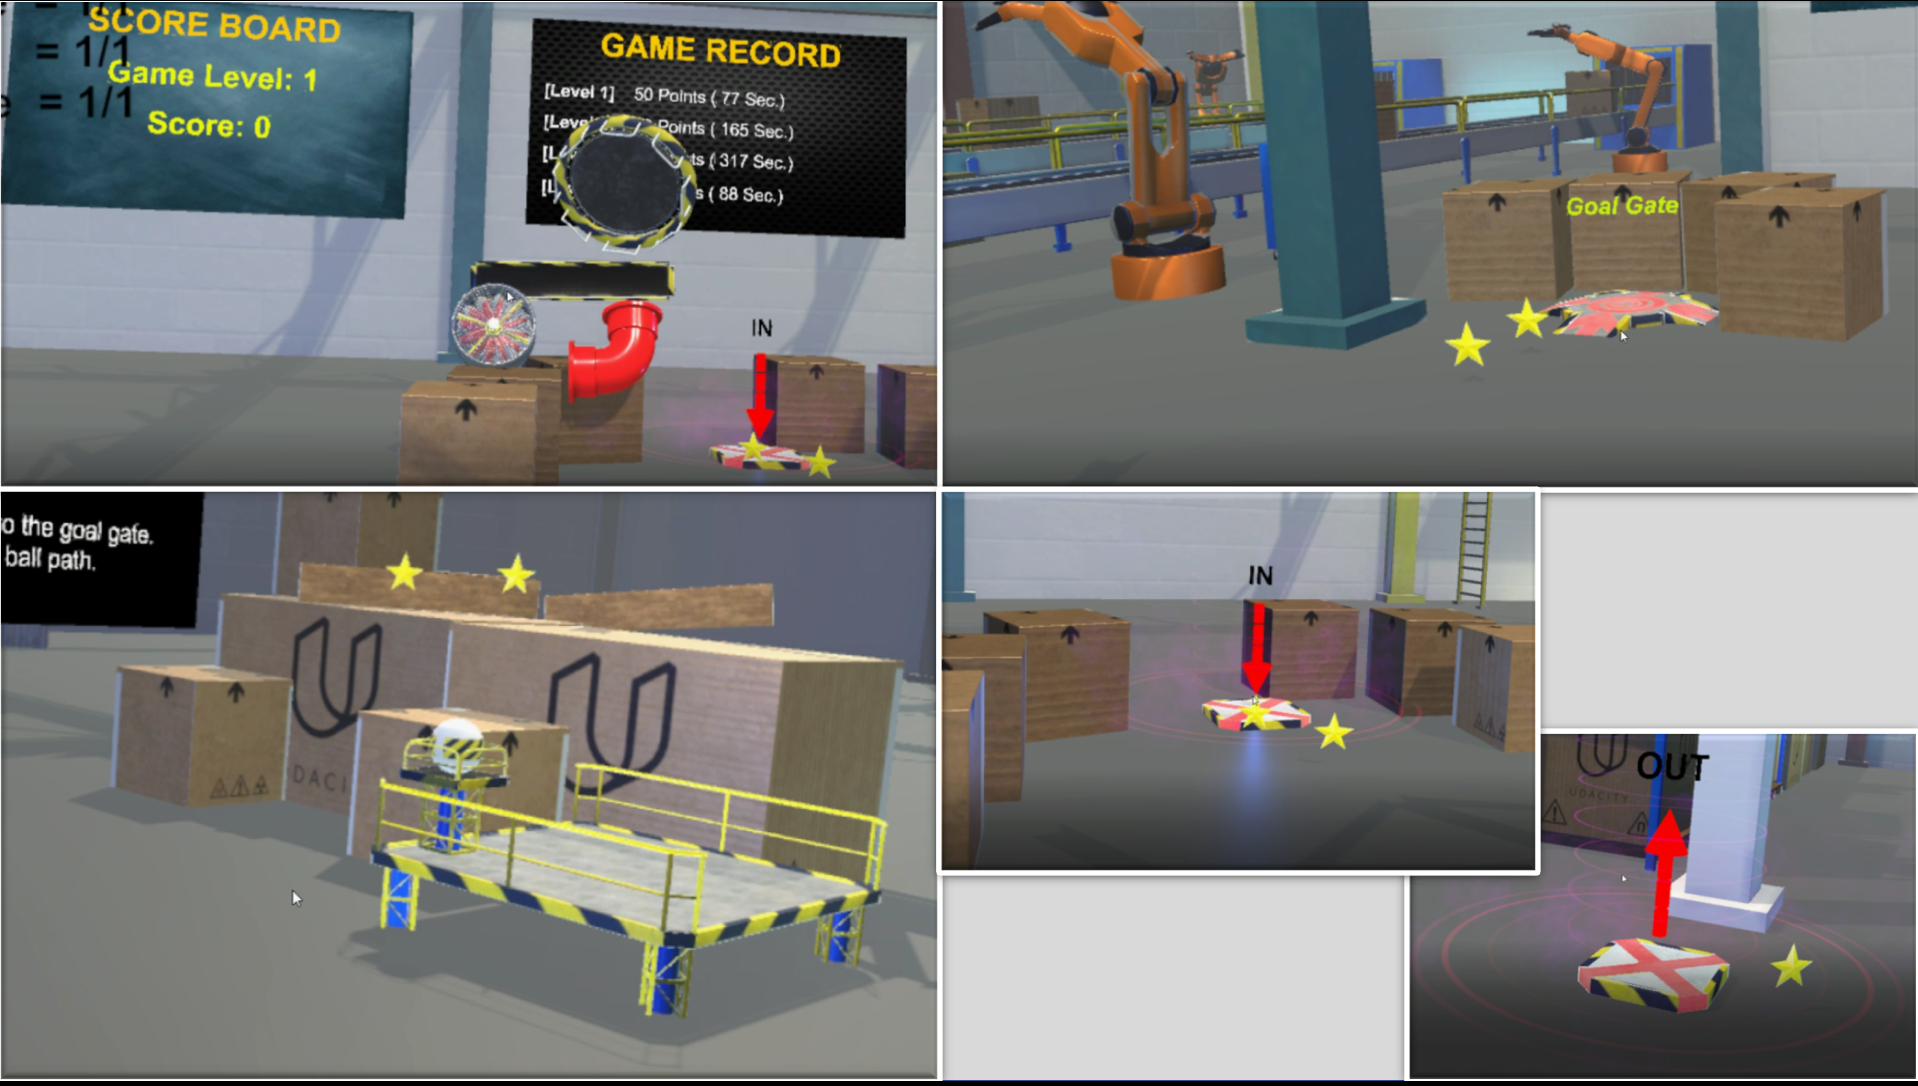 = 1/1
= 1/1
SCORE BOARD
Game Level: 1
Score: 0
GAME RECORD
[Level 1] 50 Points ( 77 Sec.)
Points ( 165 Sec.)
( 317 Sec.)
( 88 Sec.)
IN
Goal Gate
the goal gate.
ball path.
IN
OUT
UDACITY